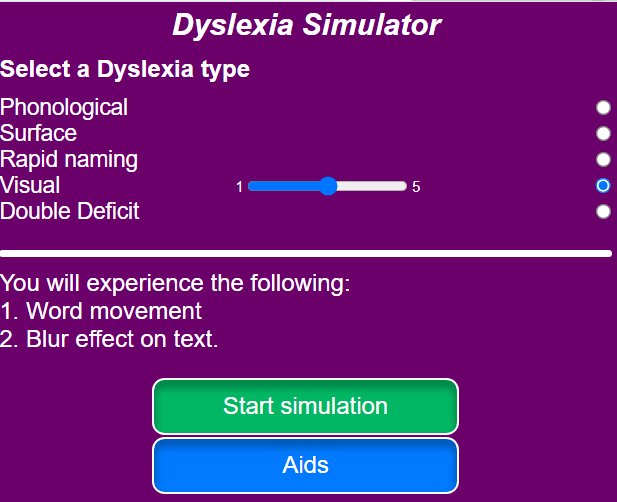 Dyslexia Simulator
Select a Dyslexia type
Phonological
Surface
Rapid naming
Visual 1 5
Double Deficit
You will experience the following:
1. Word movement
2. Blur effect on text.
Start simulation
Aids